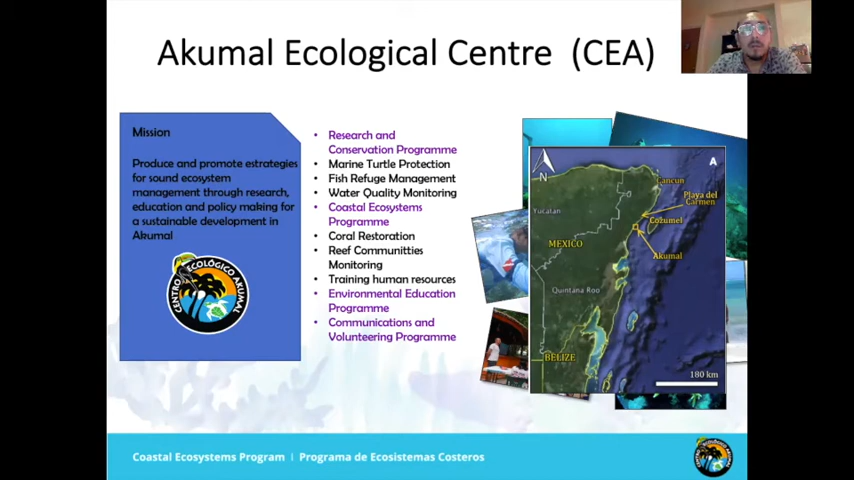 Akumal Ecological Centre (CEA)
Mission
Produce and promote estrategies
for sound ecosystem
management through research,
education and policy making for
a sustainable development in
Akumal
CENTRO ECOLÓGICO AKUMAL
• Research and
Conservation Programme
• Marine Turtle Protection
• Fish Refuge Management
• Water Quality Monitoring
• Coastal Ecosystems
Programme
• Coral Restoration
• Reef Communitties
Monitoring
• Training human resources
• Environmental Education
Programme
• Communications and
Volunteering Programme
A
N
Cancun
Playa del
Carmen
Yucatan
Cozumel
MEXICO
Akumal
Quintana Roo
BELIZE
180 km
Coastal Ecosystems Program | Programa de Ecosistemas Costeros
CENTRO ECOLÓGICO AKUMAL